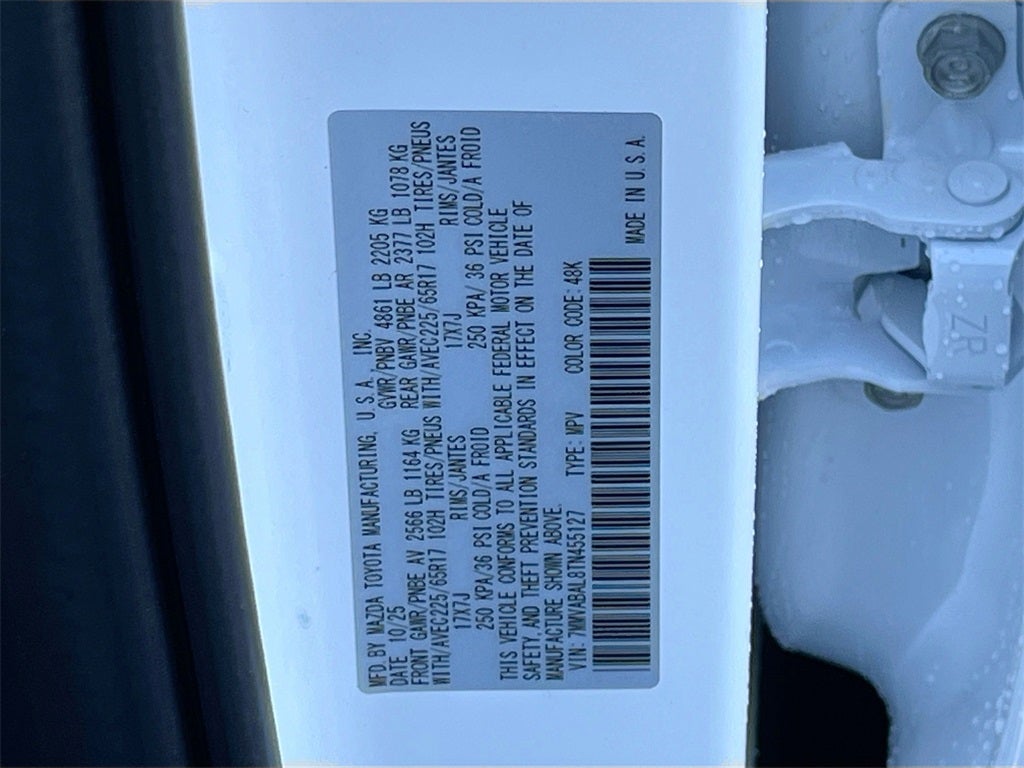 MFD. BY MAZDA TOYOTA MANUFACTURING, U.S.A., INC.
DATE 10/25 GVWR/PNBV 4861 LB 2205 KG
FRONT GAWR/PNBE AV 2566 LB 1164 KG REAR GAWR/PNBE AR 2377 LB 1078 KG
WITH/AVEC225/65R17 102H TIRES/PNEUS WITH/AVEC225/65R17 102H TIRES/PNEUS
17X7J RIMS/JANTES 17X7J RIMS/JANTES
250 KPA/36 PSI COLD/A FROID 250 KPA/ 36 PSI COLD/A FROID
THIS VEHICLE CONFORMS TO ALL APPLICABLE FEDERAL MOTOR VEHICLE
SAFETY, AND THEFT PREVENTION STANDARDS IN EFFECT ON THE DATE OF
MANUFACTURE SHOWN ABOVE.
VIN: 7MMVABAL8TN455127 TYPE: MPV COLOR CODE: 48K
MADE IN U.S.A.
ZR